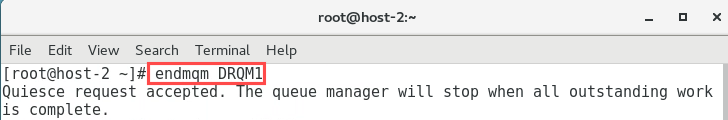 root@host-2:~
File Edit View Search Terminal Help
[root@host-2 ~]# endmqm DRQM1
Quiesce request accepted. The queue manager will stop when all outstanding work
is complete.